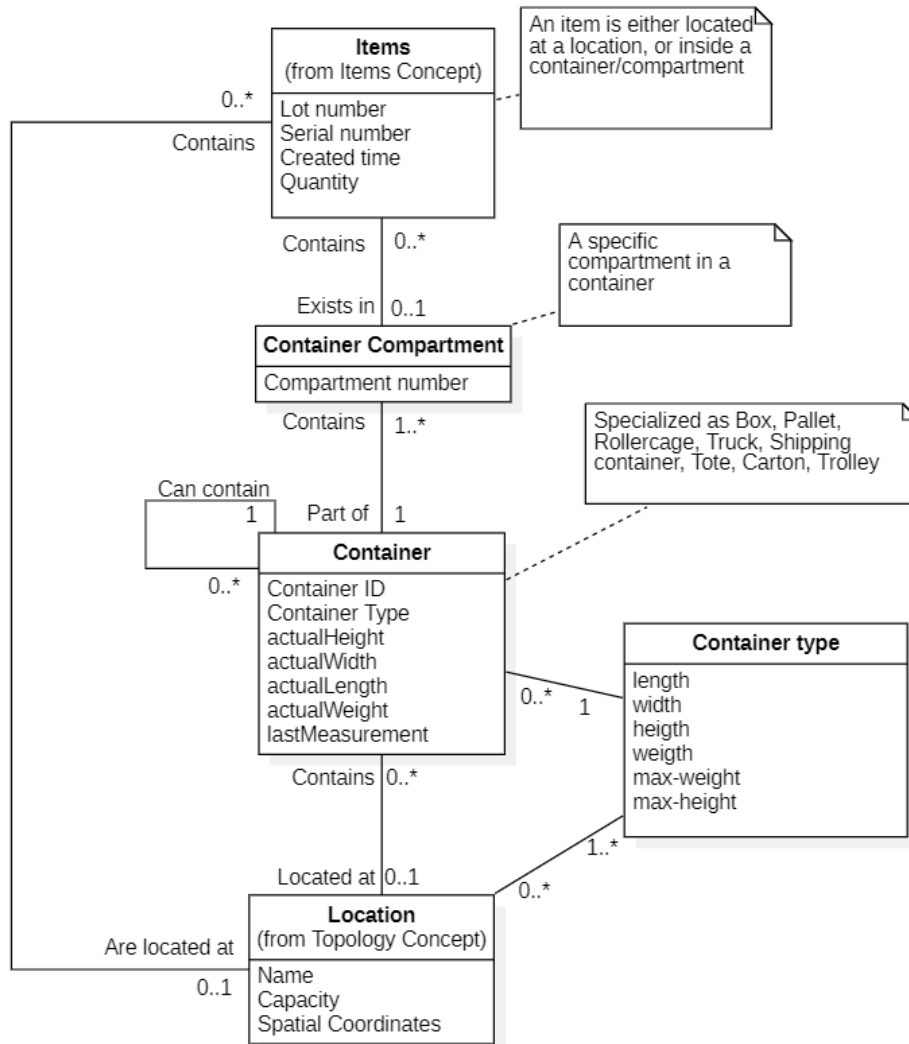 An item is either located
at a location, or inside a
container/compartment
Items
(from Items Concept)
Lot number
Serial number
Created time
Quantity
0..*
Contains
Contains
0..*
A specific
compartment in a
container
Exists in
0..1
Container Compartment
Compartment number
Contains
1..*
Specialized as Box, Pallet,
Rollercage, Truck, Shipping
container, Tote, Carton, Trolley
Can contain
1
0..*
Part of
1
Container
Container ID
Container Type
actualHeight
actualWidth
actualLength
actualWeight
lastMeasurement
0..*
1
Container type
length
width
heigth
weigth
max-weight
max-height
Contains
0..*
1..*
0..*
Located at
0..1
Location
(from Topology Concept)
Name
Capacity
Spatial Coordinates
Are located at
0..1